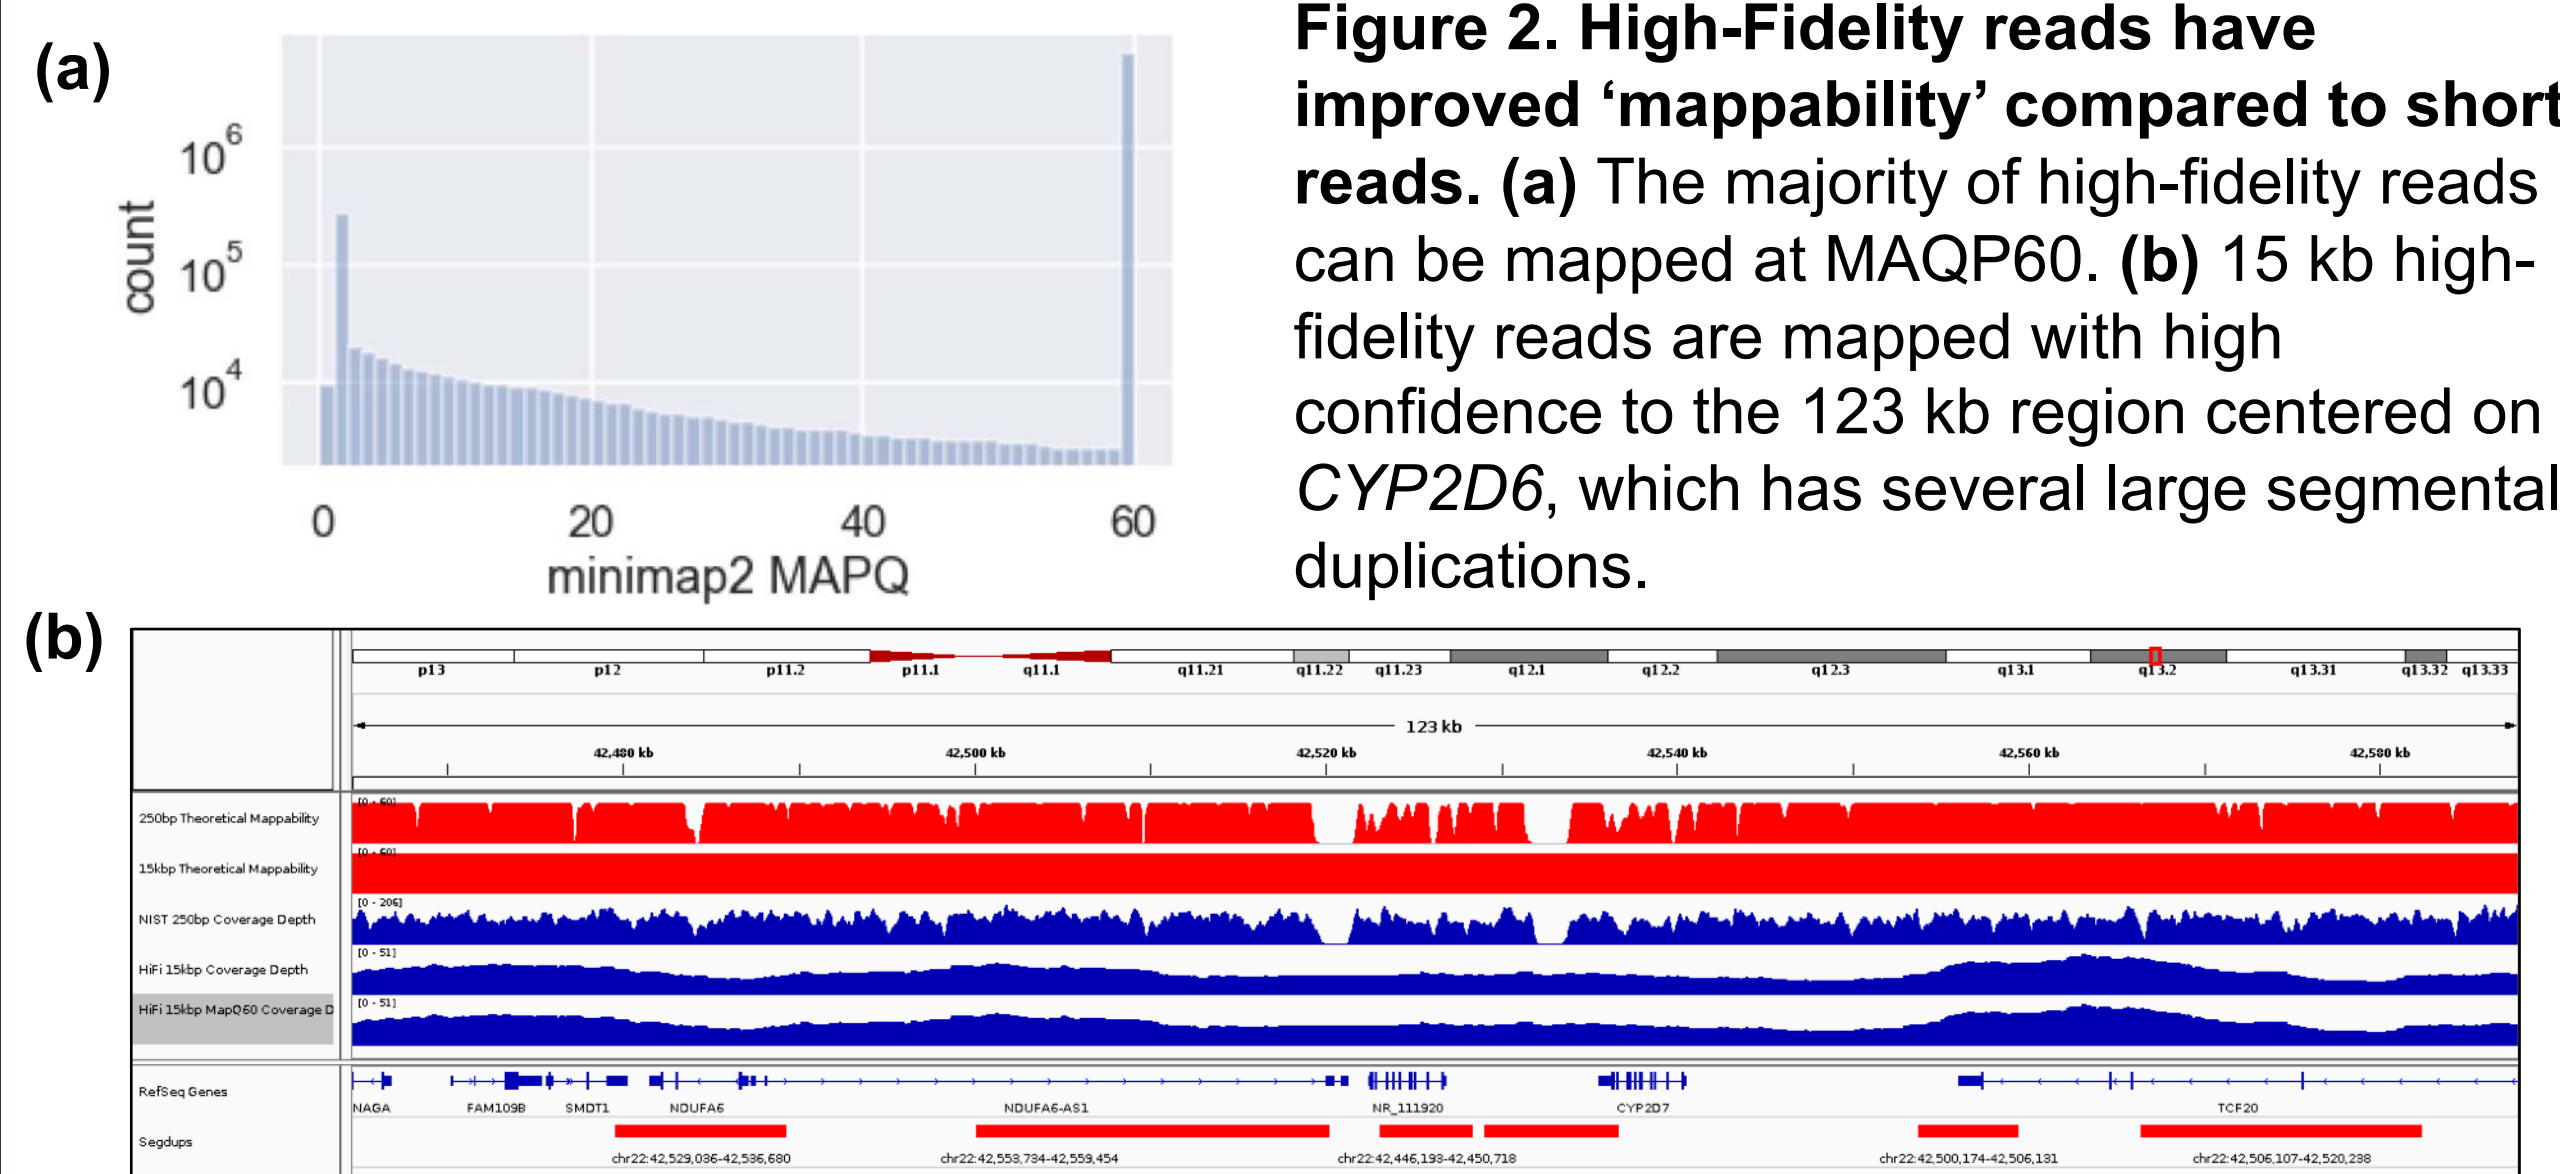 (a)
10^6
10^5
10^4
count
0 20 40 60
minimap2 MAPQ
Figure 2. High-Fidelity reads have
improved ‘mappability’ compared to short
reads. (a) The majority of high-fidelity reads
can be mapped at MAQP60. (b) 15 kb high-
fidelity reads are mapped with high
confidence to the 123 kb region centered on
CYP2D6, which has several large segmental
duplications.
(b)
p13 p12 p11.2 p11.1 q11.1 q11.21 q11.22 q11.23 q12.1 q12.2 q12.3 q13.1 q13.2 q13.31 q13.32 q13.33
123 kb
42,480 kb 42,500 kb 42,520 kb 42,540 kb 42,560 kb 42,580 kb
250bp Theoretical Mappability [0 - 60]
15kbp Theoretical Mappability [0 - 60]
NIST 250bp Coverage Depth [0 - 206]
HiFi 15kbp Coverage Depth [0 - 51]
HiFi 15kbp MapQ60 Coverage D [0 - 51]
RefSeq Genes
NAGA FAM109B SMDT1 NDUFA6 NDUFA6-AS1 NR_111920 CYP2D7 TCF20
Segdups
chr22:42,529,036-42,536,680 chr22:42,553,734-42,559,454 chr22:42,446,193-42,450,718 chr22:42,500,174-42,506,131 chr22:42,506,107-42,520,238